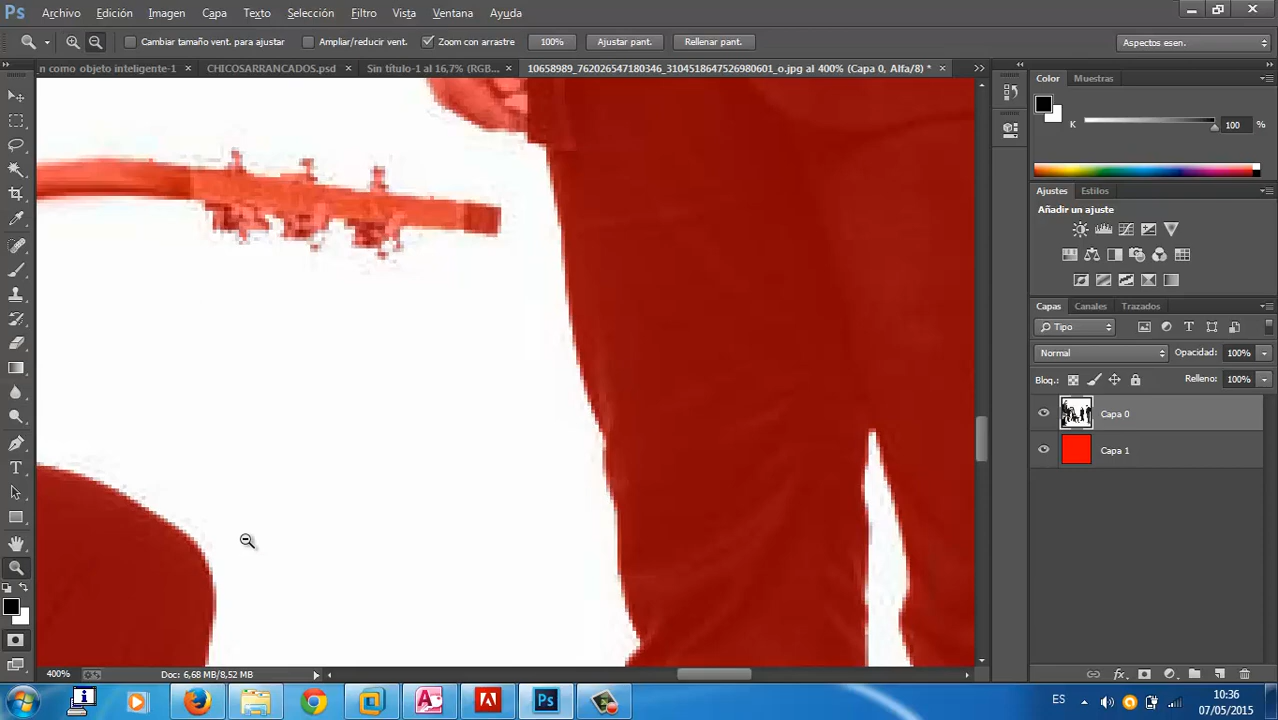 Ps Archivo Edición Imagen Capa Texto Selección Filtro Vista Ventana Ayuda
Cambiar tamaño vent. para ajustar Ampliar/reducir vent. Zoom con arrastre 100% Ajustar pant. Rellenar pant. Aspectos esen.
n como objeto inteligente-1 × CHICOSARRANCADOS.psd × Sin título-1 al 16,7% (RGB... × 10658989_762026547180346_3104518647526980601_o.jpg al 400% (Capa 0, Alfa/8) * ×
Color Muestras
K 100 %
Ajustes Estilos
Añadir un ajuste
Capas Canales Trazados
Tipo
Normal Opacidad: 100%
Bloq.: Relleno: 100%
Capa 0
Capa 1
400% Doc: 6,68 MB/8,52 MB
ES 10:36
07/05/2015